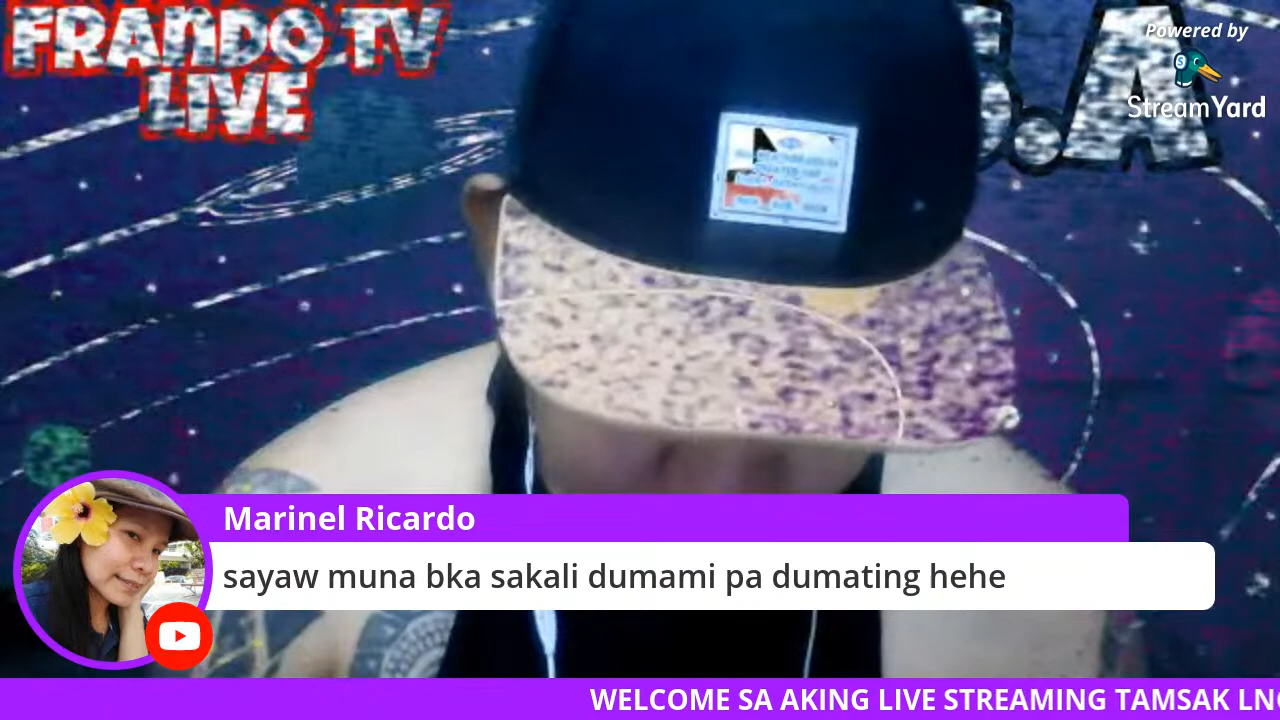 FRANDO TV
LIVE
Powered by
StreamYard
Marinel Ricardo
sayaw muna bka sakali dumami pa dumating hehe
WELCOME SA AKING LIVE STREAMING TAMSAK